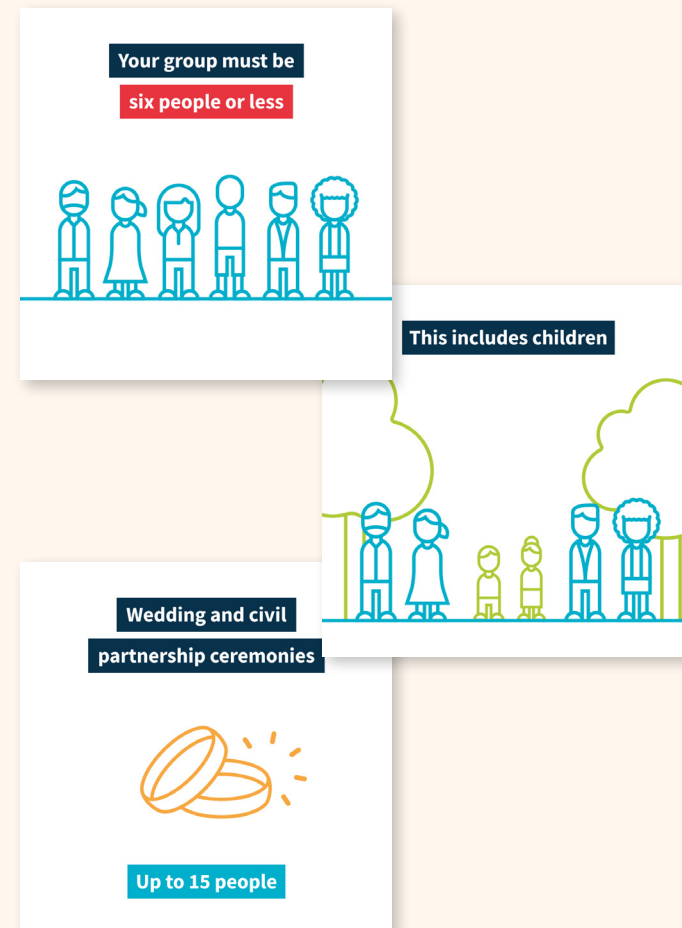 Your group must be
six people or less
This includes children
Wedding and civil
partnership ceremonies
Up to 15 people